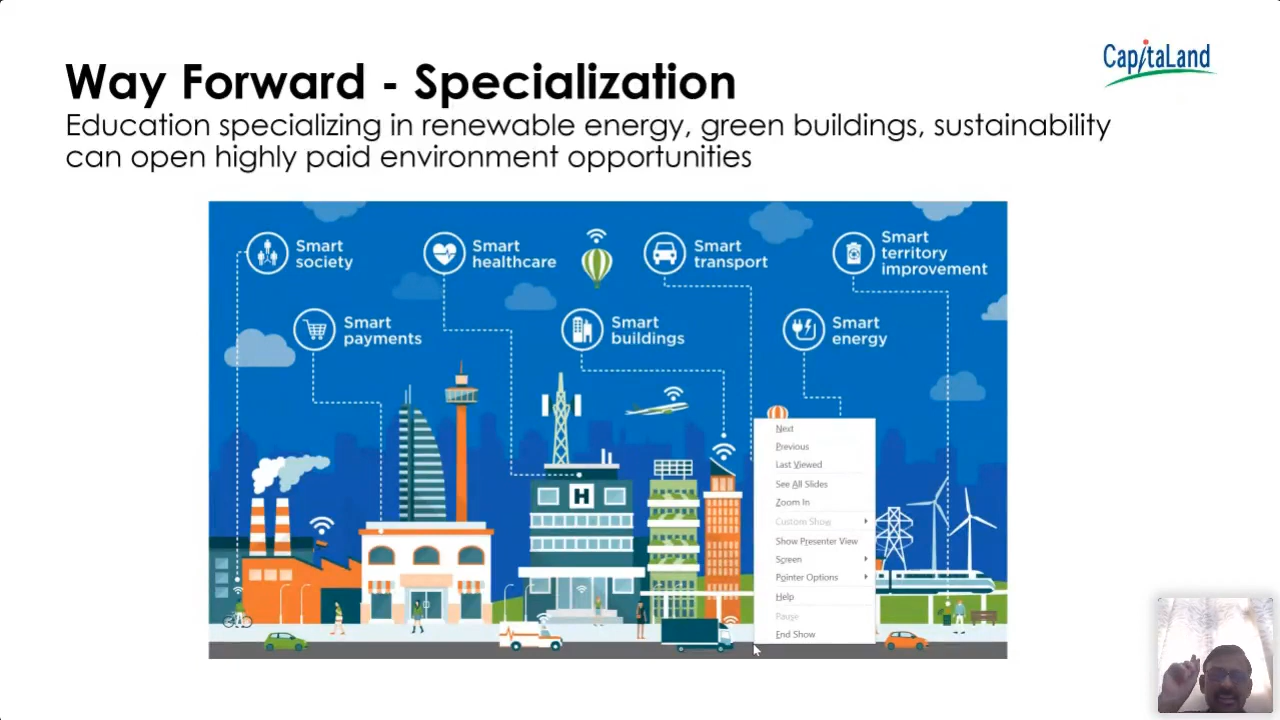 CapitaLand
Way Forward - Specialization
Education specializing in renewable energy, green buildings, sustainability
can open highly paid environment opportunities
Smart
society
Smart
healthcare
Smart
transport
Smart
territory
improvement
Smart
payments
Smart
buildings
Smart
energy
H
Next
Previous
Last Viewed
See All Slides
Zoom In
Custom Show
Show Presenter View
Screen
Pointer Options
Help
Pause
End Show